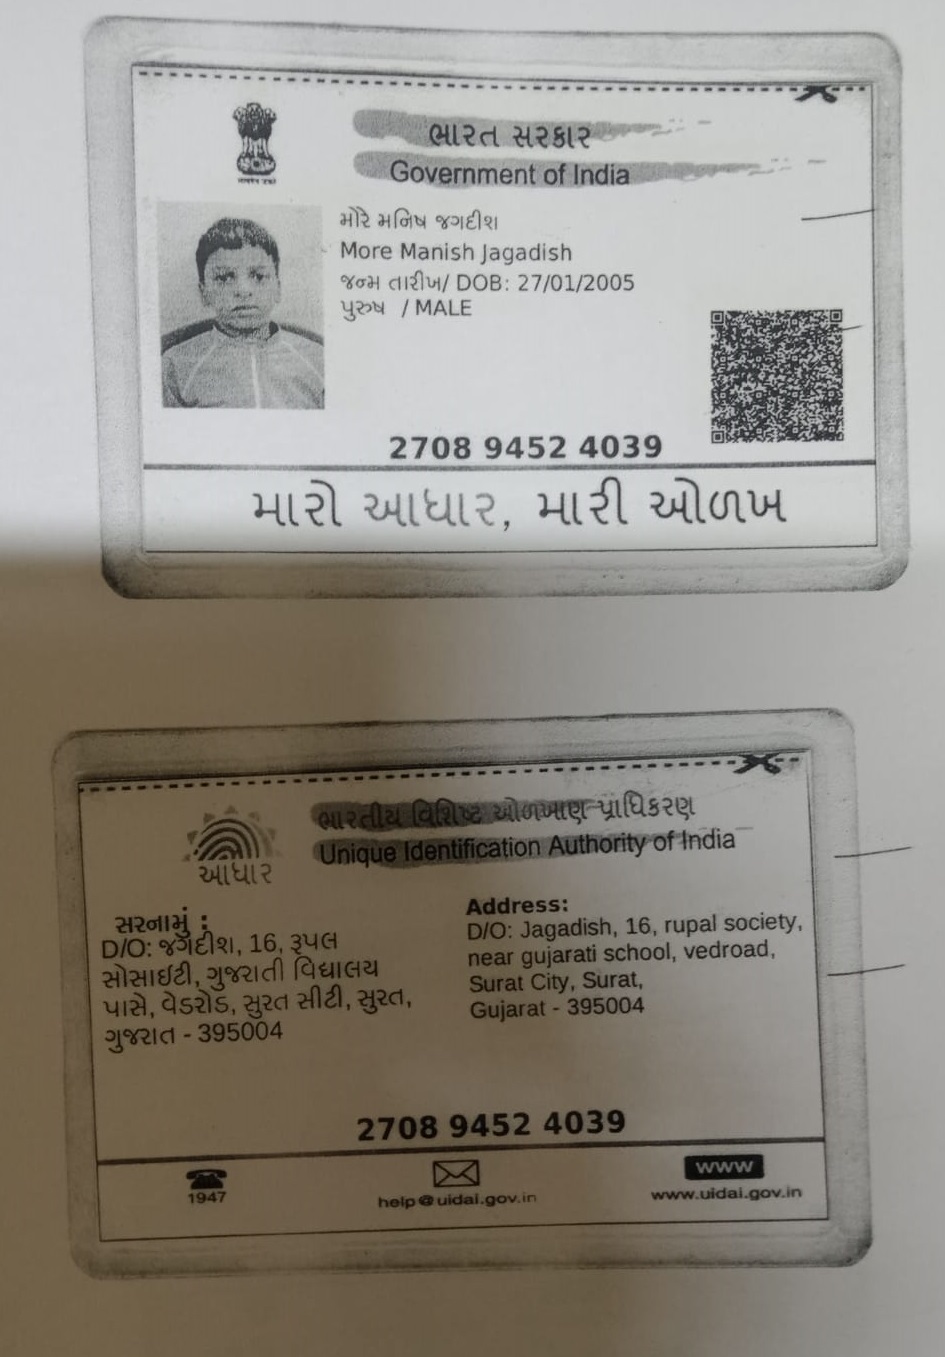 ભારત સરકાર
Government of India
મોરે મનિષ જગદીશ
More Manish Jagadish
જન્મ તારીખ/ DOB: 27/01/2005
પુરુષ / MALE
2708 9452 4039
મારો આધાર, મારી ઓળખ
ભારતીય વિશિષ્ટ ઓળખાણ પ્રાધિકરણ
Unique Identification Authority of India
આધાર
સરનામું :
D/O: જગદીશ, 16, રૂપલ
સોસાઈટી, ગુજરાતી વિધાલય
પાસે, વેડરોડ, સુરત સીટી, સુરત,
ગુજરાત - 395004
Address:
D/O: Jagadish, 16, rupal society,
near gujarati school, vedroad,
Surat City, Surat,
Gujarat - 395004
2708 9452 4039
1947
help@uidai.gov.in
www
www.uidai.gov.in